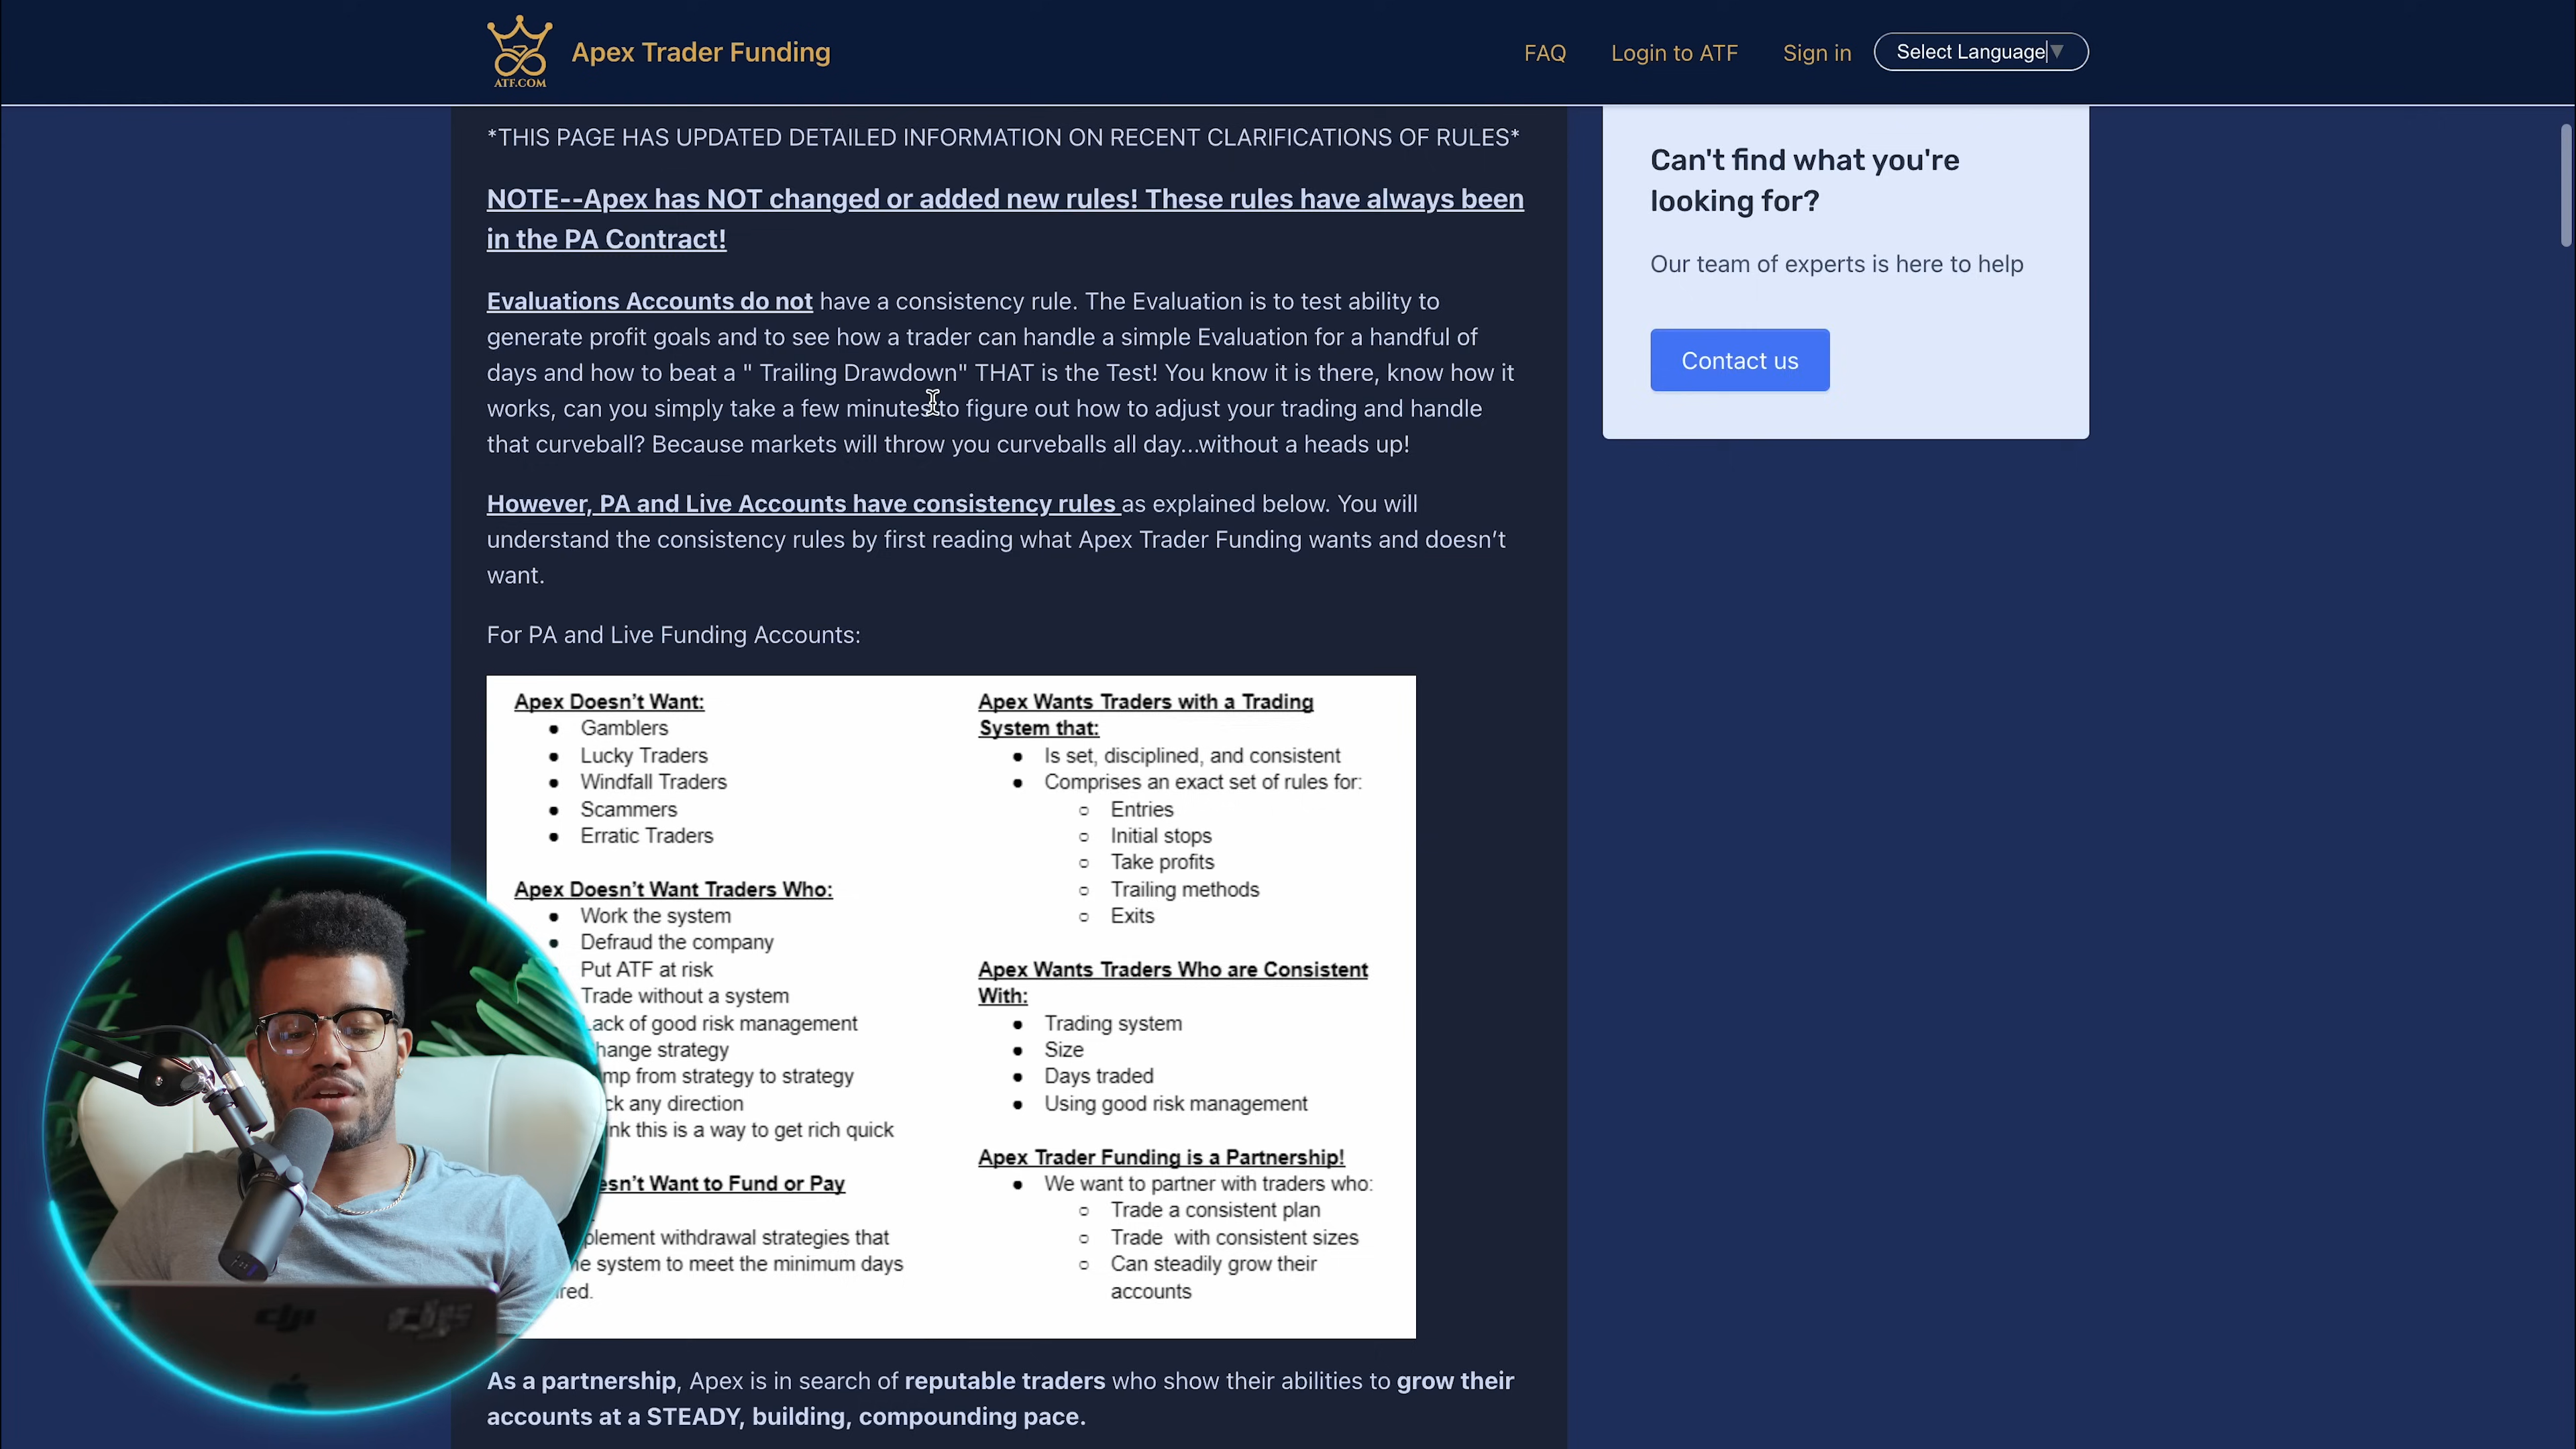 ATF.COM
Apex Trader Funding
FAQ
Login to ATF
Sign in
Select Language
*THIS PAGE HAS UPDATED DETAILED INFORMATION ON RECENT CLARIFICATIONS OF RULES*
NOTE--Apex has NOT changed or added new rules! These rules have always been
in the PA Contract!
Evaluations Accounts do not have a consistency rule. The Evaluation is to test ability to
generate profit goals and to see how a trader can handle a simple Evaluation for a handful of
days and how to beat a " Trailing Drawdown" THAT is the Test! You know it is there, know how it
works, can you simply take a few minutes to figure out how to adjust your trading and handle
that curveball? Because markets will throw you curveballs all day...without a heads up!
However, PA and Live Accounts have consistency rules as explained below. You will
understand the consistency rules by first reading what Apex Trader Funding wants and doesn't
want.
For PA and Live Funding Accounts:
Apex Doesn't Want:
• Gamblers
• Lucky Traders
• Windfall Traders
• Scammers
• Erratic Traders
Apex Doesn't Want Traders Who:
• Work the system
• Defraud the company
Put ATF at risk
Trade without a system
Lack of good risk management
hange strategy
mp from strategy to strategy
ck any direction
nk this is a way to get rich quick
esn't Want to Fund or Pay
plement withdrawal strategies that
e system to meet the minimum days
red.
Apex Wants Traders with a Trading
System that:
• Is set, disciplined, and consistent
• Comprises an exact set of rules for:
○ Entries
○ Initial stops
○ Take profits
○ Trailing methods
○ Exits
Apex Wants Traders Who are Consistent
With:
• Trading system
• Size
• Days traded
• Using good risk management
Apex Trader Funding is a Partnership!
• We want to partner with traders who:
○ Trade a consistent plan
○ Trade with consistent sizes
○ Can steadily grow their
accounts
As a partnership, Apex is in search of reputable traders who show their abilities to grow their
accounts at a STEADY, building, compounding pace.
Can't find what you're
looking for?
Our team of experts is here to help
Contact us
dji